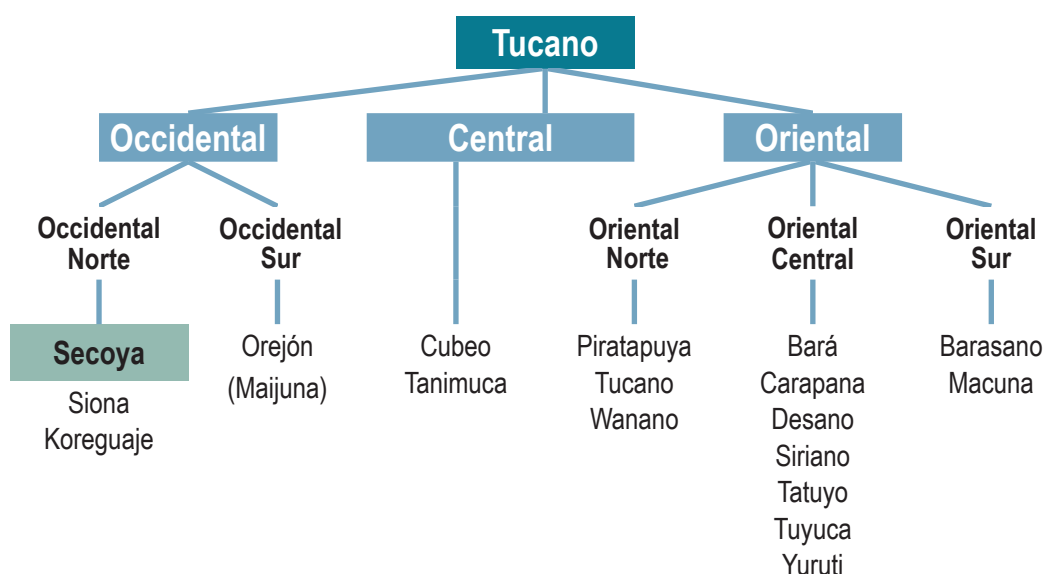 Tucano
Occidental
Central
Oriental
Occidental
Norte
Occidental
Sur
Oriental
Norte
Oriental
Central
Oriental
Sur
Secoya
Siona
Koreguaje
Orejón
(Maijuna)
Cubeo
Tanimuca
Piratapuya
Tucano
Wanano
Bará
Carapana
Desano
Siriano
Tatuyo
Tuyuca
Yuruti
Barasano
Macuna